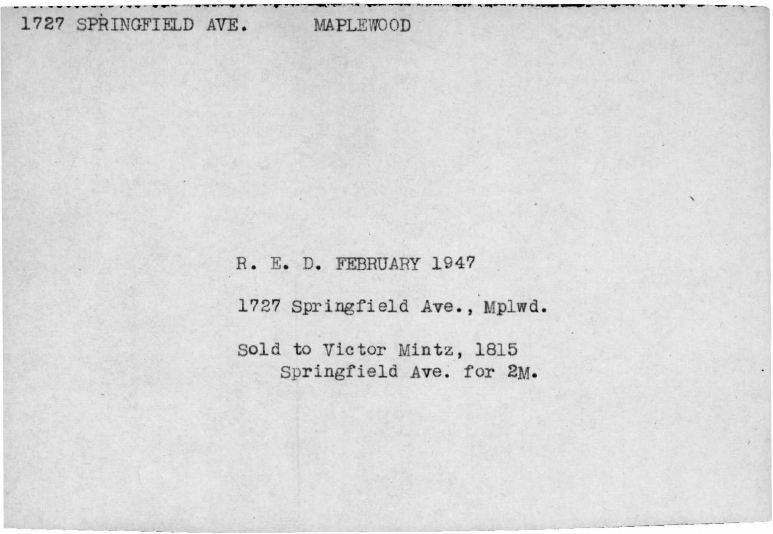 1727 SPRINGFIELD AVE. MAPLEWOOD
R. E. D. FEBRUARY 1947
1727 Springfield Ave., Mplwd.
Sold to Victor Mintz, 1815
Springfield Ave. for 2M.